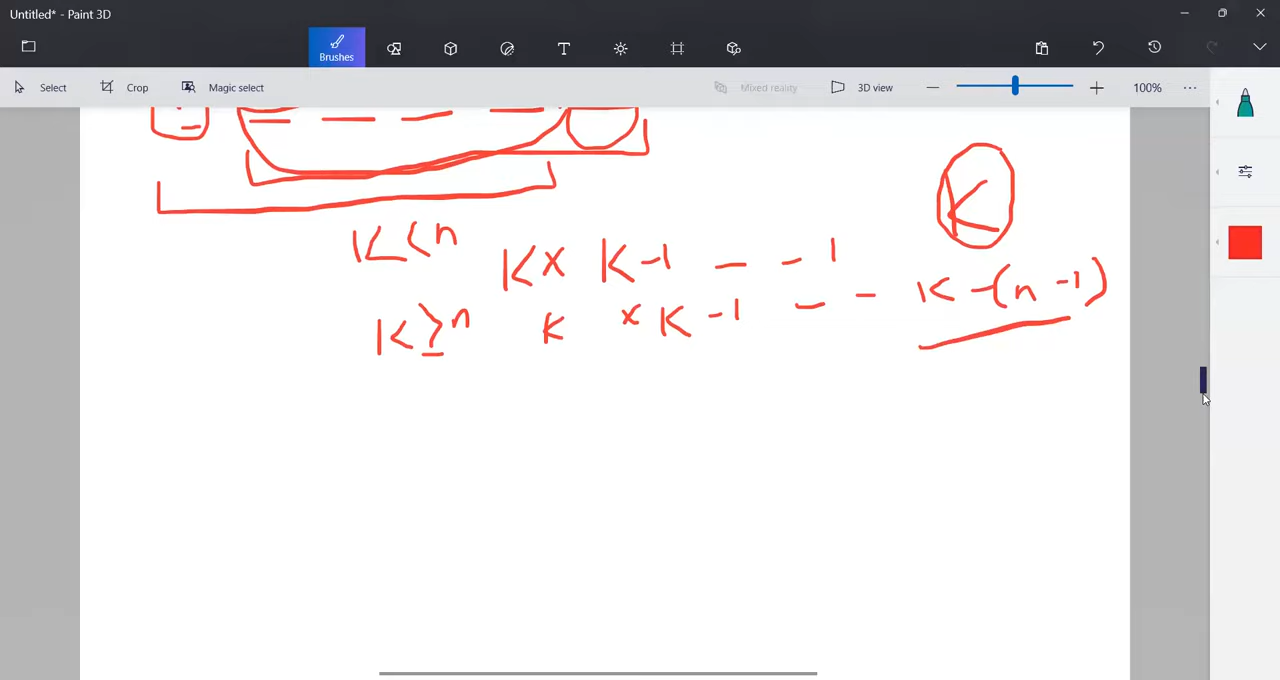 Untitled* - Paint 3D
Brushes
Select Crop Magic select Mixed reality 3D view 100%
K
K < n K x K -1 - - 1
K ≥ n K x K -1 - - K -(n -1)